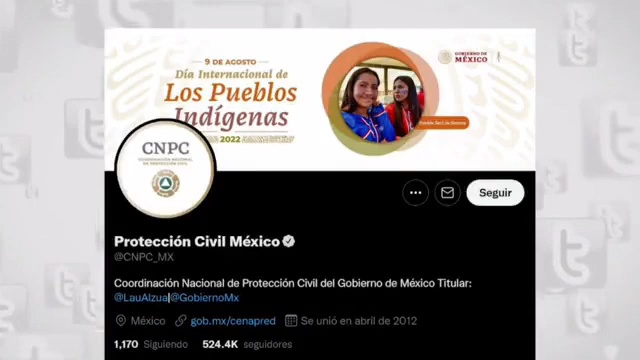 9 DE AGOSTO
Día Internacional de
Los Pueblos
Indígenas
2022
GOBIERNO DE
MÉXICO
CNPC
COORDINACIÓN NACIONAL
DE PROTECCIÓN CIVIL
Seguir
Protección Civil México
@CNPC_MX
Coordinación Nacional de Protección Civil del Gobierno de México Titular:
@LauAlzua|@GobiernoMx
México gob.mx/cenapred Se unió en abril de 2012
1,170 Siguiendo 524.4K seguidores